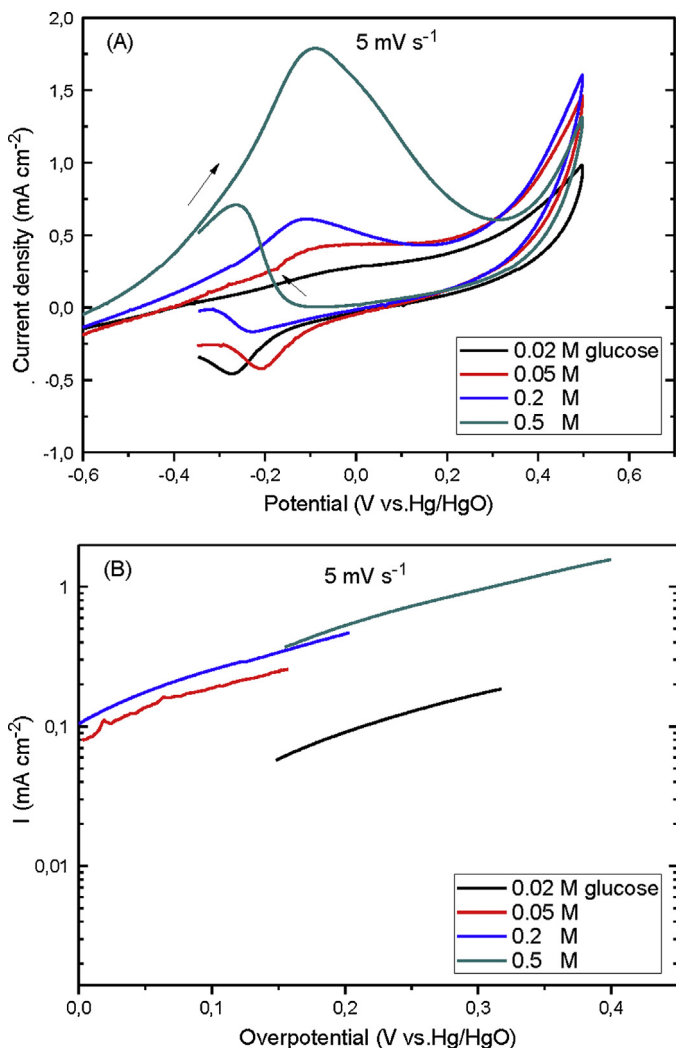 (A)
5 mV s⁻¹
2,0
1,5
1,0
0,5
0,0
-0,5
-1,0
Current density (mA cm⁻²)
0.02 M glucose
0.05 M
0.2 M
0.5 M
-0,6
-0,4
-0,2
0,0
0,2
0,4
0,6
Potential (V vs.Hg/HgO)
(B)
5 mV s⁻¹
1
0,1
0,01
I (mA cm⁻²)
0.02 M glucose
0.05 M
0.2 M
0.5 M
0,0
0,1
0,2
0,3
0,4
Overpotential (V vs.Hg/HgO)